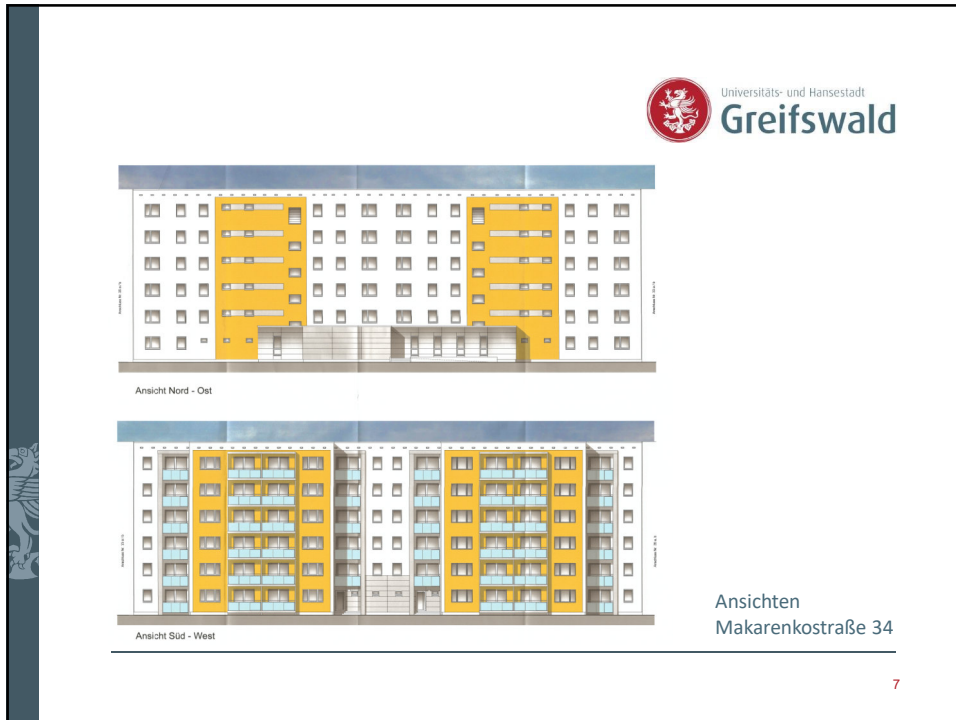 Universitäts- und Hansestadt
Greifswald
Ansicht Nord - Ost
Ansicht Süd - West
Ansichten
Makarenkostraße 34
7